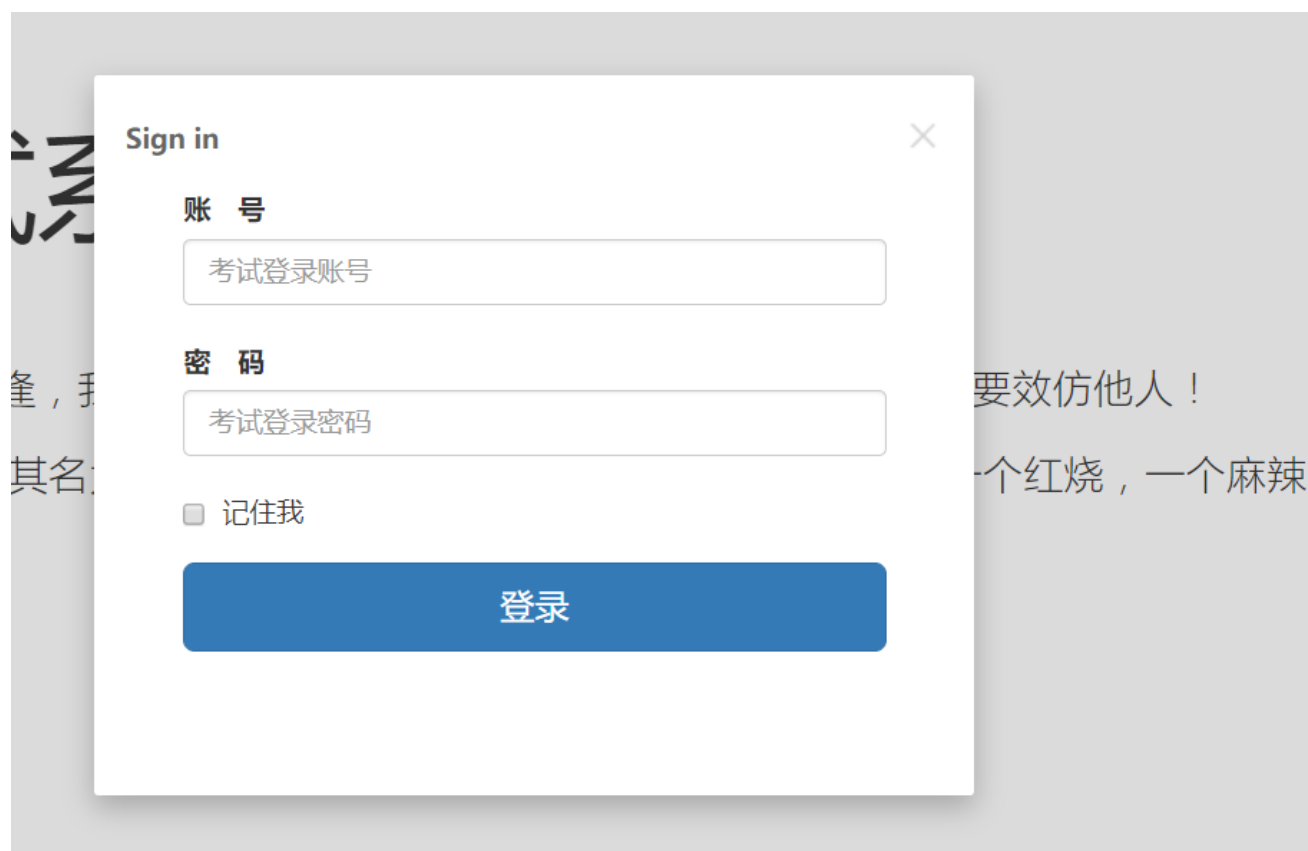 Sign in
账 号
考试登录账号
密 码
逢，
要效仿他人！
考试登录密码
其名
一个红烧，一个麻辣
记住我
登录